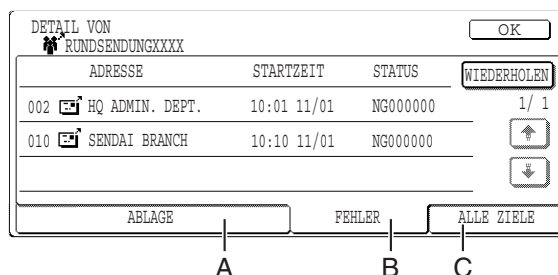 DETAIL VON
RUNDSENDUNGXXXX
OK
ADRESSE STARTZEIT STATUS WIEDERHOLEN
002 HQ ADMIN. DEPT. 10:01 11/01 NG000000 1/ 1
010 SENDAI BRANCH 10:10 11/01 NG000000
ABLAGE FEHLER ALLE ZIELE
A B C